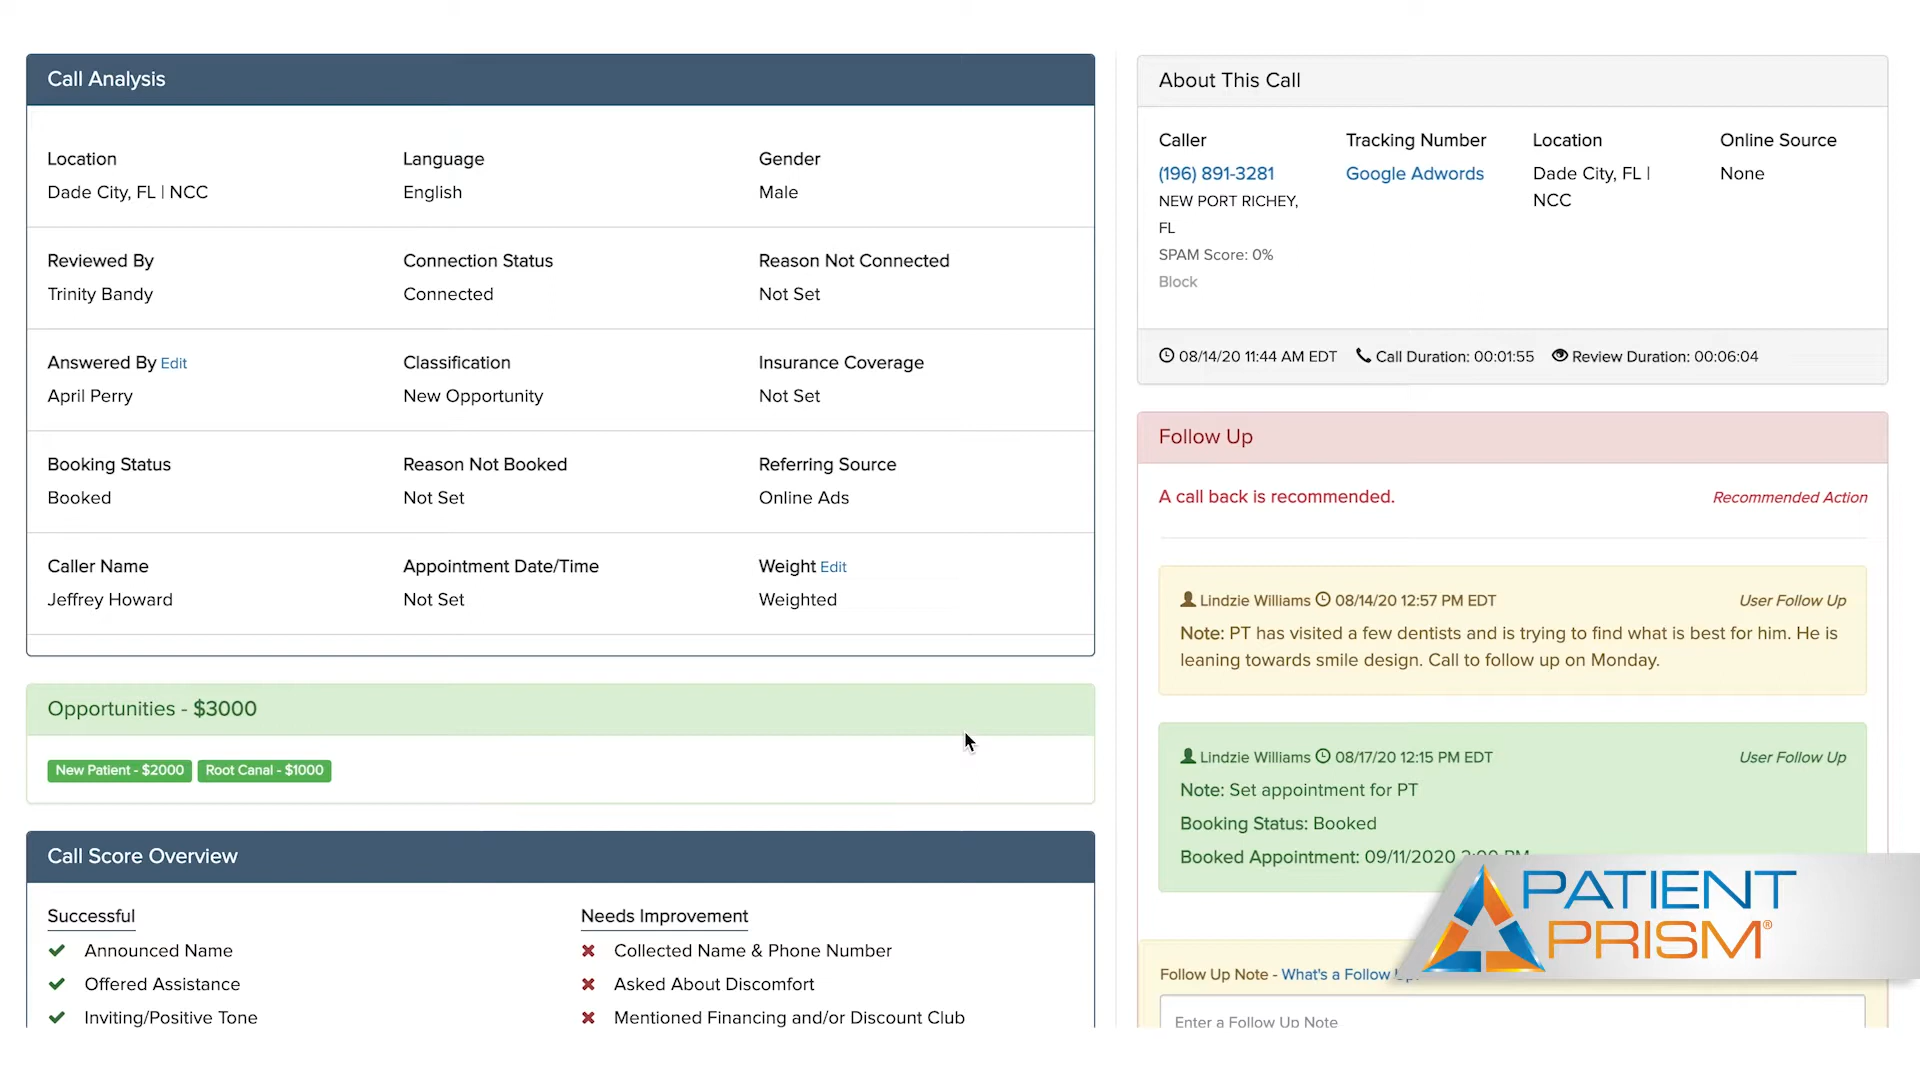 Call Analysis
Location
Language
Gender
Dade City, FL | NCC
English
Male
Reviewed By
Connection Status
Reason Not Connected
Trinity Bandy
Connected
Not Set
Answered By Edit
Classification
Insurance Coverage
April Perry
New Opportunity
Not Set
Booking Status
Reason Not Booked
Referring Source
Booked
Not Set
Online Ads
Caller Name
Appointment Date/Time
Weight Edit
Jeffrey Howard
Not Set
Weighted
Opportunities - $3000
New Patient - $2000
Root Canal - $1000
Call Score Overview
Successful
Announced Name
Offered Assistance
Inviting/Positive Tone
Needs Improvement
Collected Name & Phone Number
Asked About Discomfort
Mentioned Financing and/or Discount Club
About This Call
Caller
Tracking Number
Location
Online Source
(196) 891-3281
Google Adwords
Dade City, FL |
NCC
None
NEW PORT RICHEY,
FL
SPAM Score: 0%
Block
08/14/20 11:44 AM EDT
Call Duration: 00:01:55
Review Duration: 00:06:04
Follow Up
A call back is recommended.
Recommended Action
Lindzie Williams 08/14/20 12:57 PM EDT
User Follow Up
Note: PT has visited a few dentists and is trying to find what is best for him. He is
leaning towards smile design. Call to follow up on Monday.
Lindzie Williams 08/17/20 12:15 PM EDT
User Follow Up
Note: Set appointment for PT
Booking Status: Booked
Booked Appointment: 09/11/2020
Follow Up Note - What's a Follow
Enter a Follow Up Note
PATIENT
PRISM®